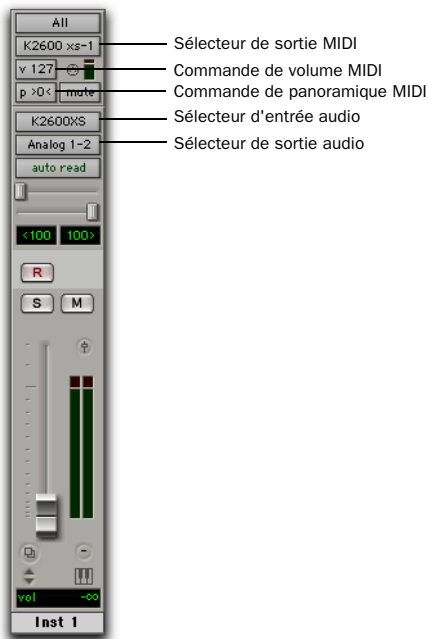 All
K2600 xs-1
Sélecteur de sortie MIDI
v 127
Commande de volume MIDI
p >0<
mute
Commande de panoramique MIDI
K2600XS
Sélecteur d'entrée audio
Analog 1-2
Sélecteur de sortie audio
auto read
<100 100>
R
S M
vol -∞
Inst 1